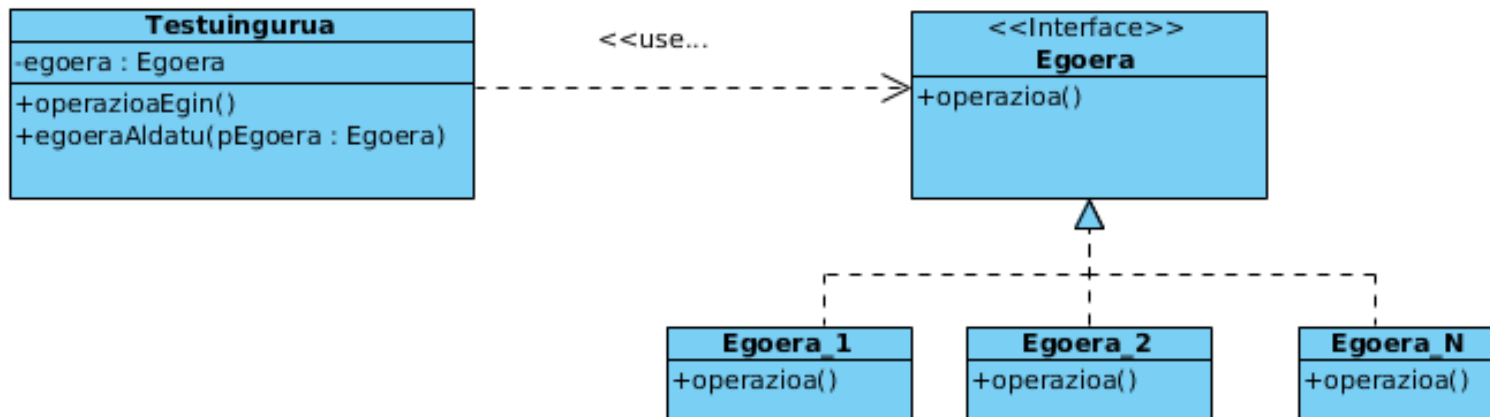 Testuingurua
-egoera : Egoera
+operazioaEgin()
+egoeraAldatu(pEgoera : Egoera)
<<use...
<<Interface>>
Egoera
+operazioa()
Egoera_1
+operazioa()
Egoera_2
+operazioa()
Egoera_N
+operazioa()